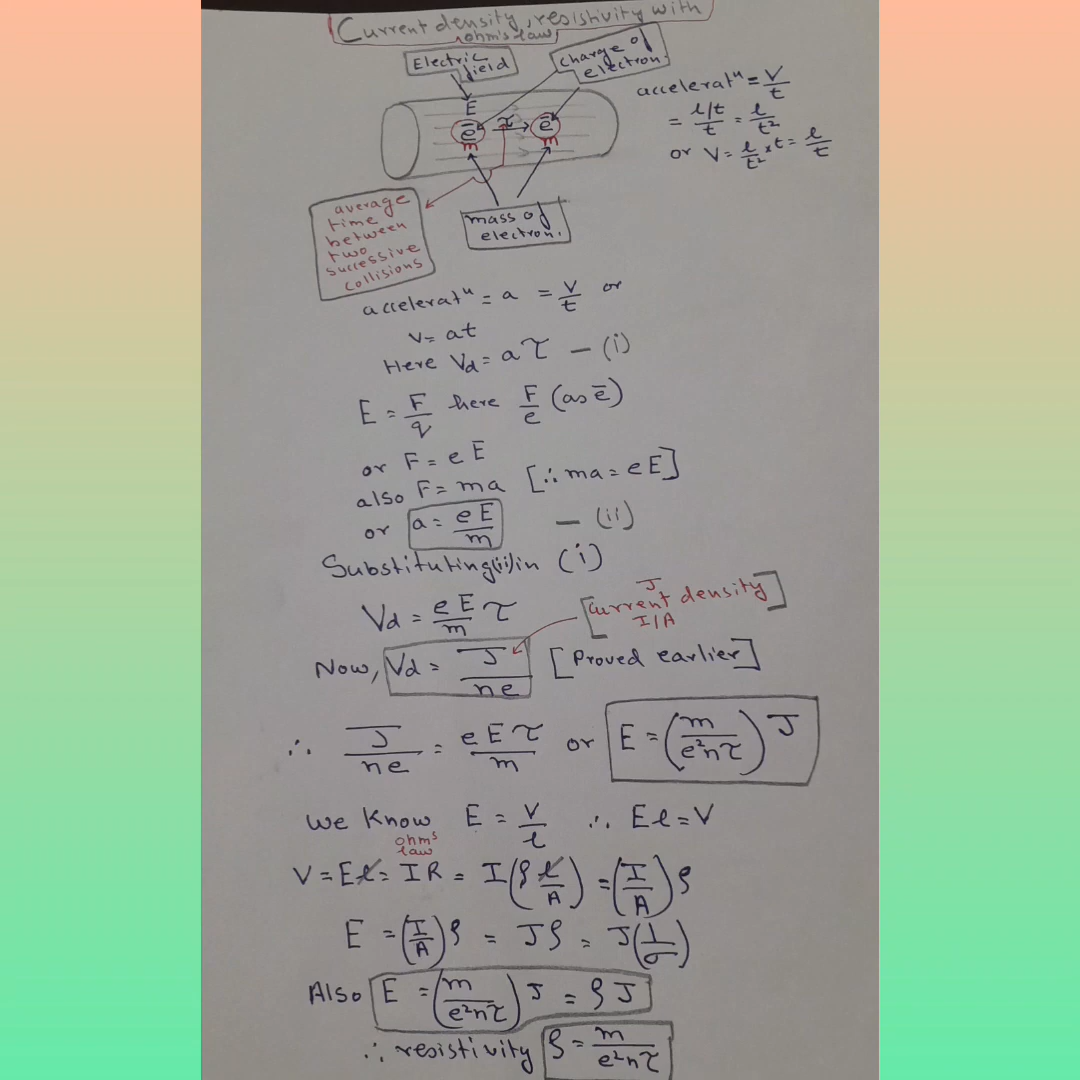 Current density, resistivity with
ohm's law
Electric field
charge of electron.
E
ē τ ē
m m
average
time
between
two
successive
collisions
mass of
electron.
acceleratⁿ = V/t
= (l/t)/t = l/t²
or V = l/t² × t = l/t
acceleratⁿ = a = V/t or
V = at
Here Vd = aτ — (i)
E = F/q here F/e (as ē)
or F = eE
also F = ma [∴ ma = eE]
or a = eE/m — (ii)
Substituting (ii) in (i)
Vd = eE/m τ
J
[current density]
I/A
Now, Vd = J/ne [Proved earlier]
∴ J/ne = eEτ/m or E = (m/e²nτ) J
we know E = V/l ∴ El = V
ohm's
law
V = El = IR = I(ρ l/A) = (I/A) ρ
E = (I/A) ρ = Jρ = J(1/σ)
Also E = (m/e²nτ) J = ρJ
∴ resistivity ρ = m/e²nτ